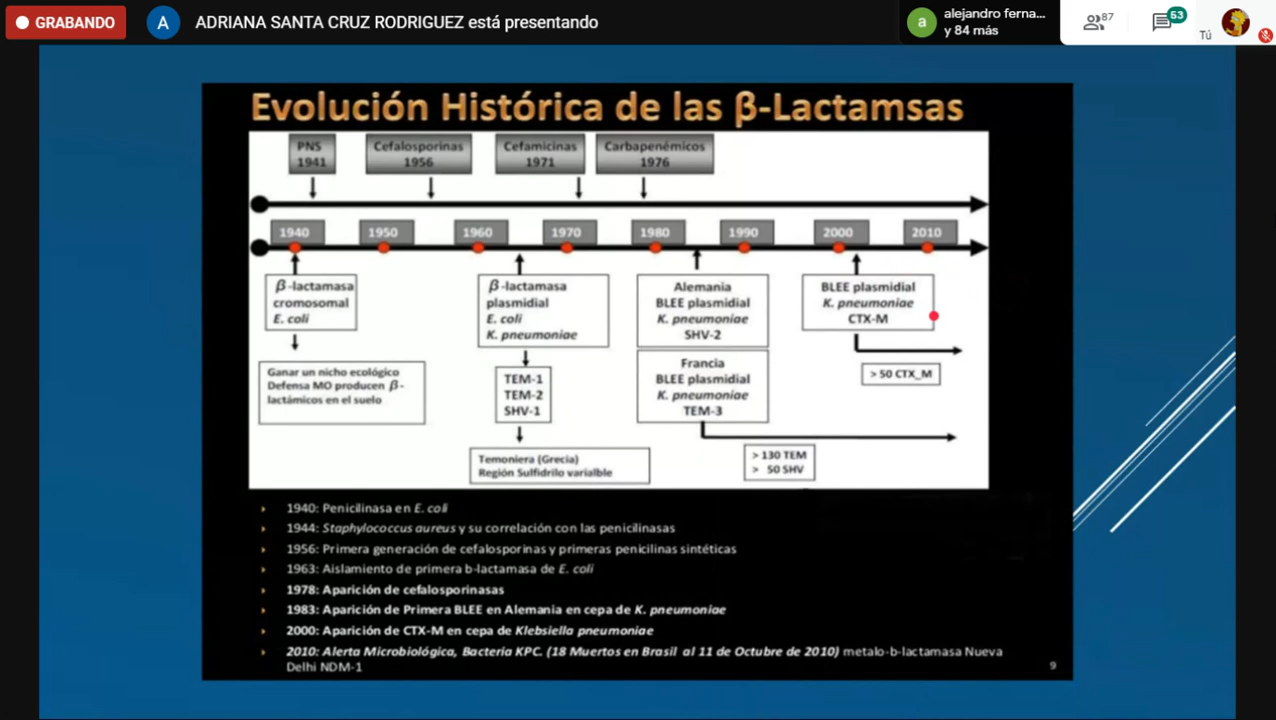 GRABANDO
A
ADRIANA SANTA CRUZ RODRIGUEZ está presentando
a
alejandro ferna...
y 84 más
87
53
Tú
Evolución Histórica de las β-Lactamsas
PNS
1941
Cefalosporinas
1956
Cefamicinas
1971
Carbapenémicos
1976
1940
1950
1960
1970
1980
1990
2000
2010
β-lactamasa
cromosomal
E. coli
β-lactamasa
plasmidial
E. coli
K. pneumoniae
Alemania
BLEE plasmidial
K. pneumoniae
SHV-2
BLEE plasmidial
K. pneumoniae
CTX-M
Ganar un nicho ecológico
Defensa MO producen β-
lactámicos en el suelo
TEM-1
TEM-2
SHV-1
Francia
BLEE plasmidial
K. pneumoniae
TEM-3
> 50 CTX_M
Temoniera (Grecia)
Región Sulfidrilo varialble
> 130 TEM
> 50 SHV
1940: Penicilinasa en E. coli
1944: Staphylococcus aureus y su correlación con las penicilinasas
1956: Primera generación de cefalosporinas y primeras penicilinas sintéticas
1963: Aislamiento de primera b-lactamasa de E. coli
1978: Aparición de cefalosporinasas
1983: Aparición de Primera BLEE en Alemania en cepa de K. pneumoniae
2000: Aparición de CTX-M en cepa de Klebsiella pneumoniae
2010: Alerta Microbiológica, Bacteria KPC. (18 Muertos en Brasil al 11 de Octubre de 2010) metalo-b-lactamasa Nueva
Delhi NDM-1
9